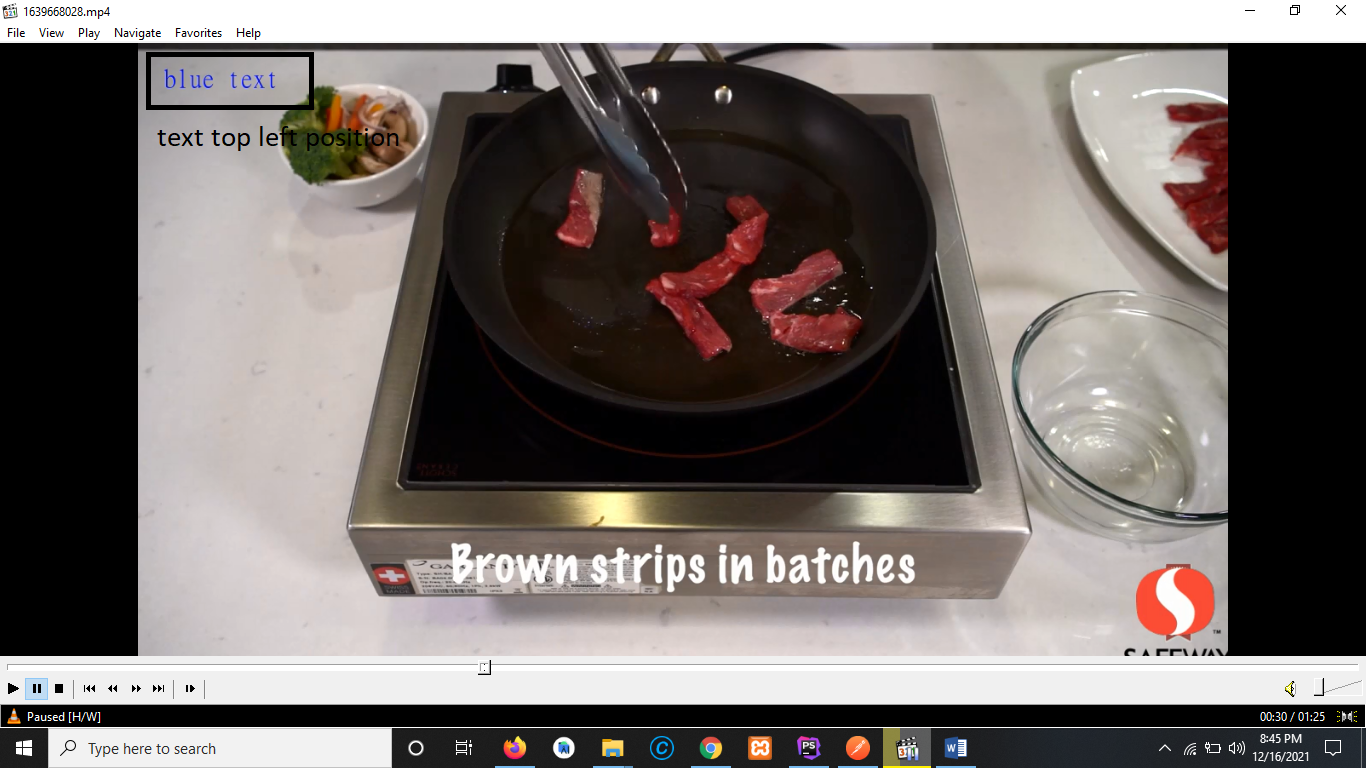 1639668028.mp4
File View Play Navigate Favorites Help
blue text
text top left position
Brown strips in batches
SAFEWAY
™
Paused [H/W]
00:30 / 01:25
Type here to search
8:45 PM
12/16/2021